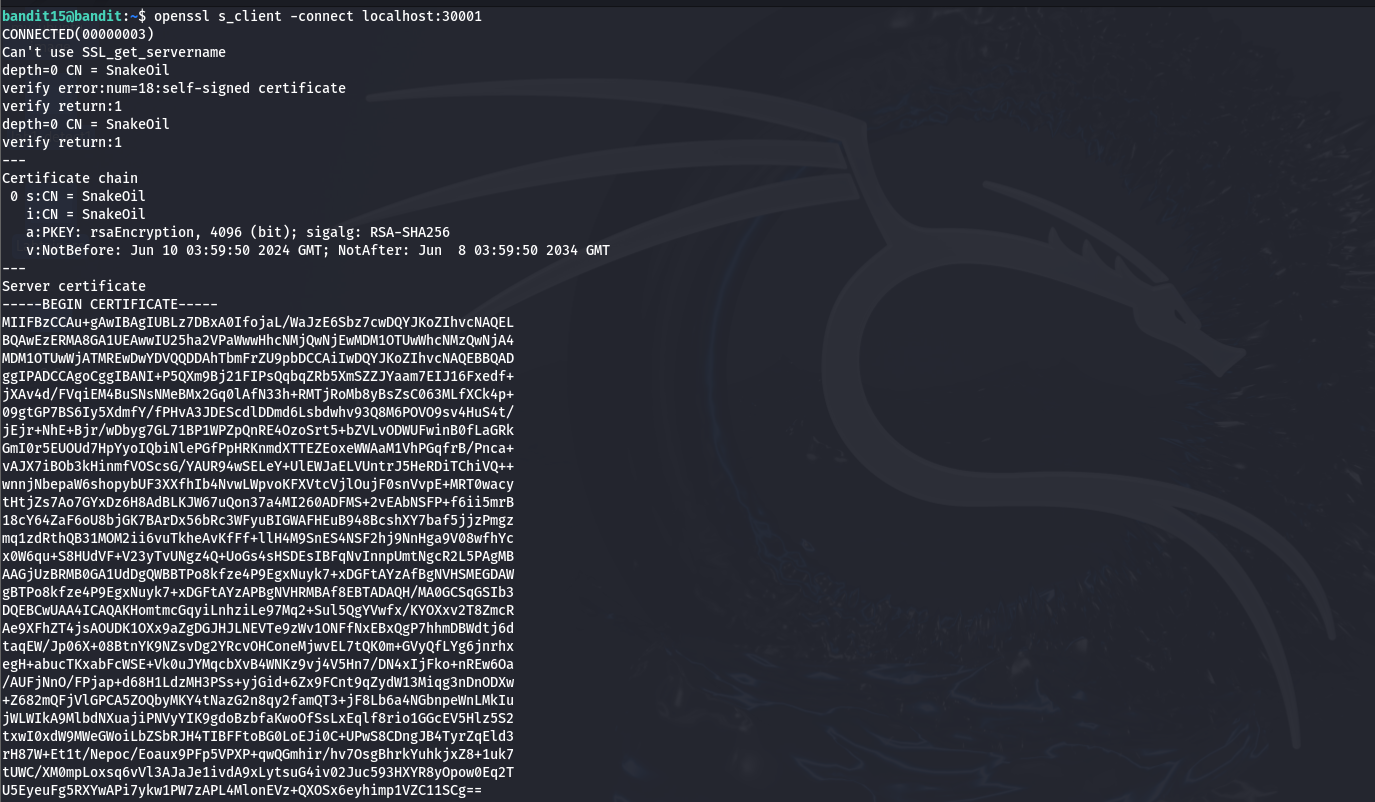 bandit15@bandit:~$ openssl s_client -connect localhost:30001
CONNECTED(00000003)
Can't use SSL_get_servername
depth=0 CN = SnakeOil
verify error:num=18:self-signed certificate
verify return:1
depth=0 CN = SnakeOil
verify return:1
---
Certificate chain
 0 s:CN = SnakeOil
   i:CN = SnakeOil
   a:PKEY: rsaEncryption, 4096 (bit); sigalg: RSA-SHA256
   v:NotBefore: Jun 10 03:59:50 2024 GMT; NotAfter: Jun  8 03:59:50 2034 GMT
---
Server certificate
-----BEGIN CERTIFICATE-----
MIIFBzCCAu+gAwIBAgIUBLz7DBxA0IfojaL/WaJzE6Sbz7cwDQYJKoZIhvcNAQEL
BQAwEzERMA8GA1UEAwwIU25ha2VPaWwwHhcNMjQwNjEwMDM1OTUwWhcNMzQwNjA4
MDM1OTUwWjATMREwDwYDVQQDDAhTbmFrZU9pbDCCAiIwDQYJKoZIhvcNAQEBBQAD
ggIPADCCAgoCggIBANI+P5QXm9Bj21FIPsQqbqZRb5XmSZZJYaam7EIJ16Fxedf+
jXAv4d/FVqiEM4BuSNsNMeBMx2Gq0lAfN33h+RMTjRoMb8yBsZsC063MLfXCk4p+
09gtGP7BS6Iy5XdmfY/fPHvA3JDEScdlDDmd6Lsbdwhv93Q8M6POVO9sv4HuS4t/
jEjr+NhE+Bjr/wDbyg7GL71BP1WPZpQnRE4OzoSrt5+bZVLvODWUFwinB0fLaGRk
GmI0r5EUOUd7HpYyoIQbiNlePGfPpHRKnmdXTTEZEoxeWWAaM1VhPGqfrB/Pnca+
vAJX7iBOb3kHinmfVOScsG/YAUR94wSELeY+UlEWJaELVUntrJ5HeRDiTChiVQ++
wnnjNbepaW6shopybUF3XXfhIb4NvwLWpvoKFXVtcVjlOujF0snVvpE+MRT0wacy
tHtjZs7Ao7GYxDz6H8AdBLKJW67uQon37a4MI260ADFMS+2vEAbNSFP+f6ii5mrB
18cY64ZaF6oU8bjGK7BArDx56bRc3WFyuBIGWAFHEuB948BcshXY7baf5jjzPmgz
mq1zdRthQB31MOM2ii6vuTkheAvKfFf+llH4M9SnES4NSF2hj9NnHga9V08wfhYc
x0W6qu+S8HUdVF+V23yTvUNgz4Q+UoGs4sHSDEsIBFqNvInnpUmtNgcR2L5PAgMB
AAGjUzBRMB0GA1UdDgQWBBTPo8kfze4P9EgxNuyk7+xDGFtAYzAfBgNVHSMEGDAW
gBTPo8kfze4P9EgxNuyk7+xDGFtAYzAPBgNVHRMBAf8EBTADAQH/MA0GCSqGSIb3
DQEBCwUAA4ICAQAKHomtmcGqyiLnhziLe97Mq2+Sul5QgYVwfx/KYOXxv2T8ZmcR
Ae9XFhZT4jsAOUDK1OXx9aZgDGJHJLNEVTe9zWv1ONFfNxEBxQgP7hhmDBWdtj6d
taqEW/Jp06X+08BtnYK9NZsvDg2YRcvOHConeMjwvEL7tQK0m+GVyQfLYg6jnrhx
egH+abucTKxabFcWSE+Vk0uJYMqcbXvB4WNKz9vj4V5Hn7/DN4xIjFko+nREw6Oa
/AUFjNnO/FPjap+d68H1LdzMH3PSs+yjGid+6Zx9FCnt9qZydW13Miqg3nDnODXw
+Z682mQFjVlGPCA5ZOQbyMKY4tNazG2n8qy2famQT3+jF8Lb6a4NGbnpeWnLMkIu
jWLWIkA9MlbdNXuajiPNVyYIK9gdoBzbfaKwoOfSsLxEqlf8rio1GGcEV5Hlz5S2
txwI0xdW9MWeGWoiLbZSbRJH4TIBFFtoBG0LoEJi0C+UPwS8CDngJB4TyrZqEld3
rH87W+Et1t/Nepoc/Eoaux9PFp5VPXP+qwQGmhir/hv7OsgBhrkYuhkjxZ8+1uk7
tUWC/XM0mpLoxsq6vVl3AJaJe1ivdA9xLytsuG4iv02Juc593HXYR8yOpow0Eq2T
U5EyeuFg5RXYwAPi7ykw1PW7zAPL4MlonEVz+QXOSx6eyhimp1VZC11SCg==